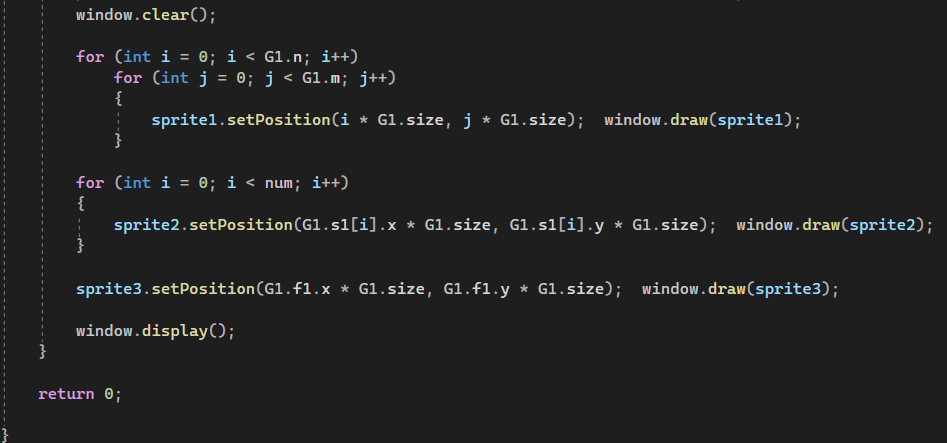 window.clear();
for (int i = 0; i < G1.n; i++)
for (int j = 0; j < G1.m; j++)
{
sprite1.setPosition(i * G1.size, j * G1.size);  window.draw(sprite1);
}
for (int i = 0; i < num; i++)
{
sprite2.setPosition(G1.s1[i].x * G1.size, G1.s1[i].y * G1.size);  window.draw(sprite2);
}
sprite3.setPosition(G1.f1.x * G1.size, G1.f1.y * G1.size);  window.draw(sprite3);
window.display();
}
return 0;
}